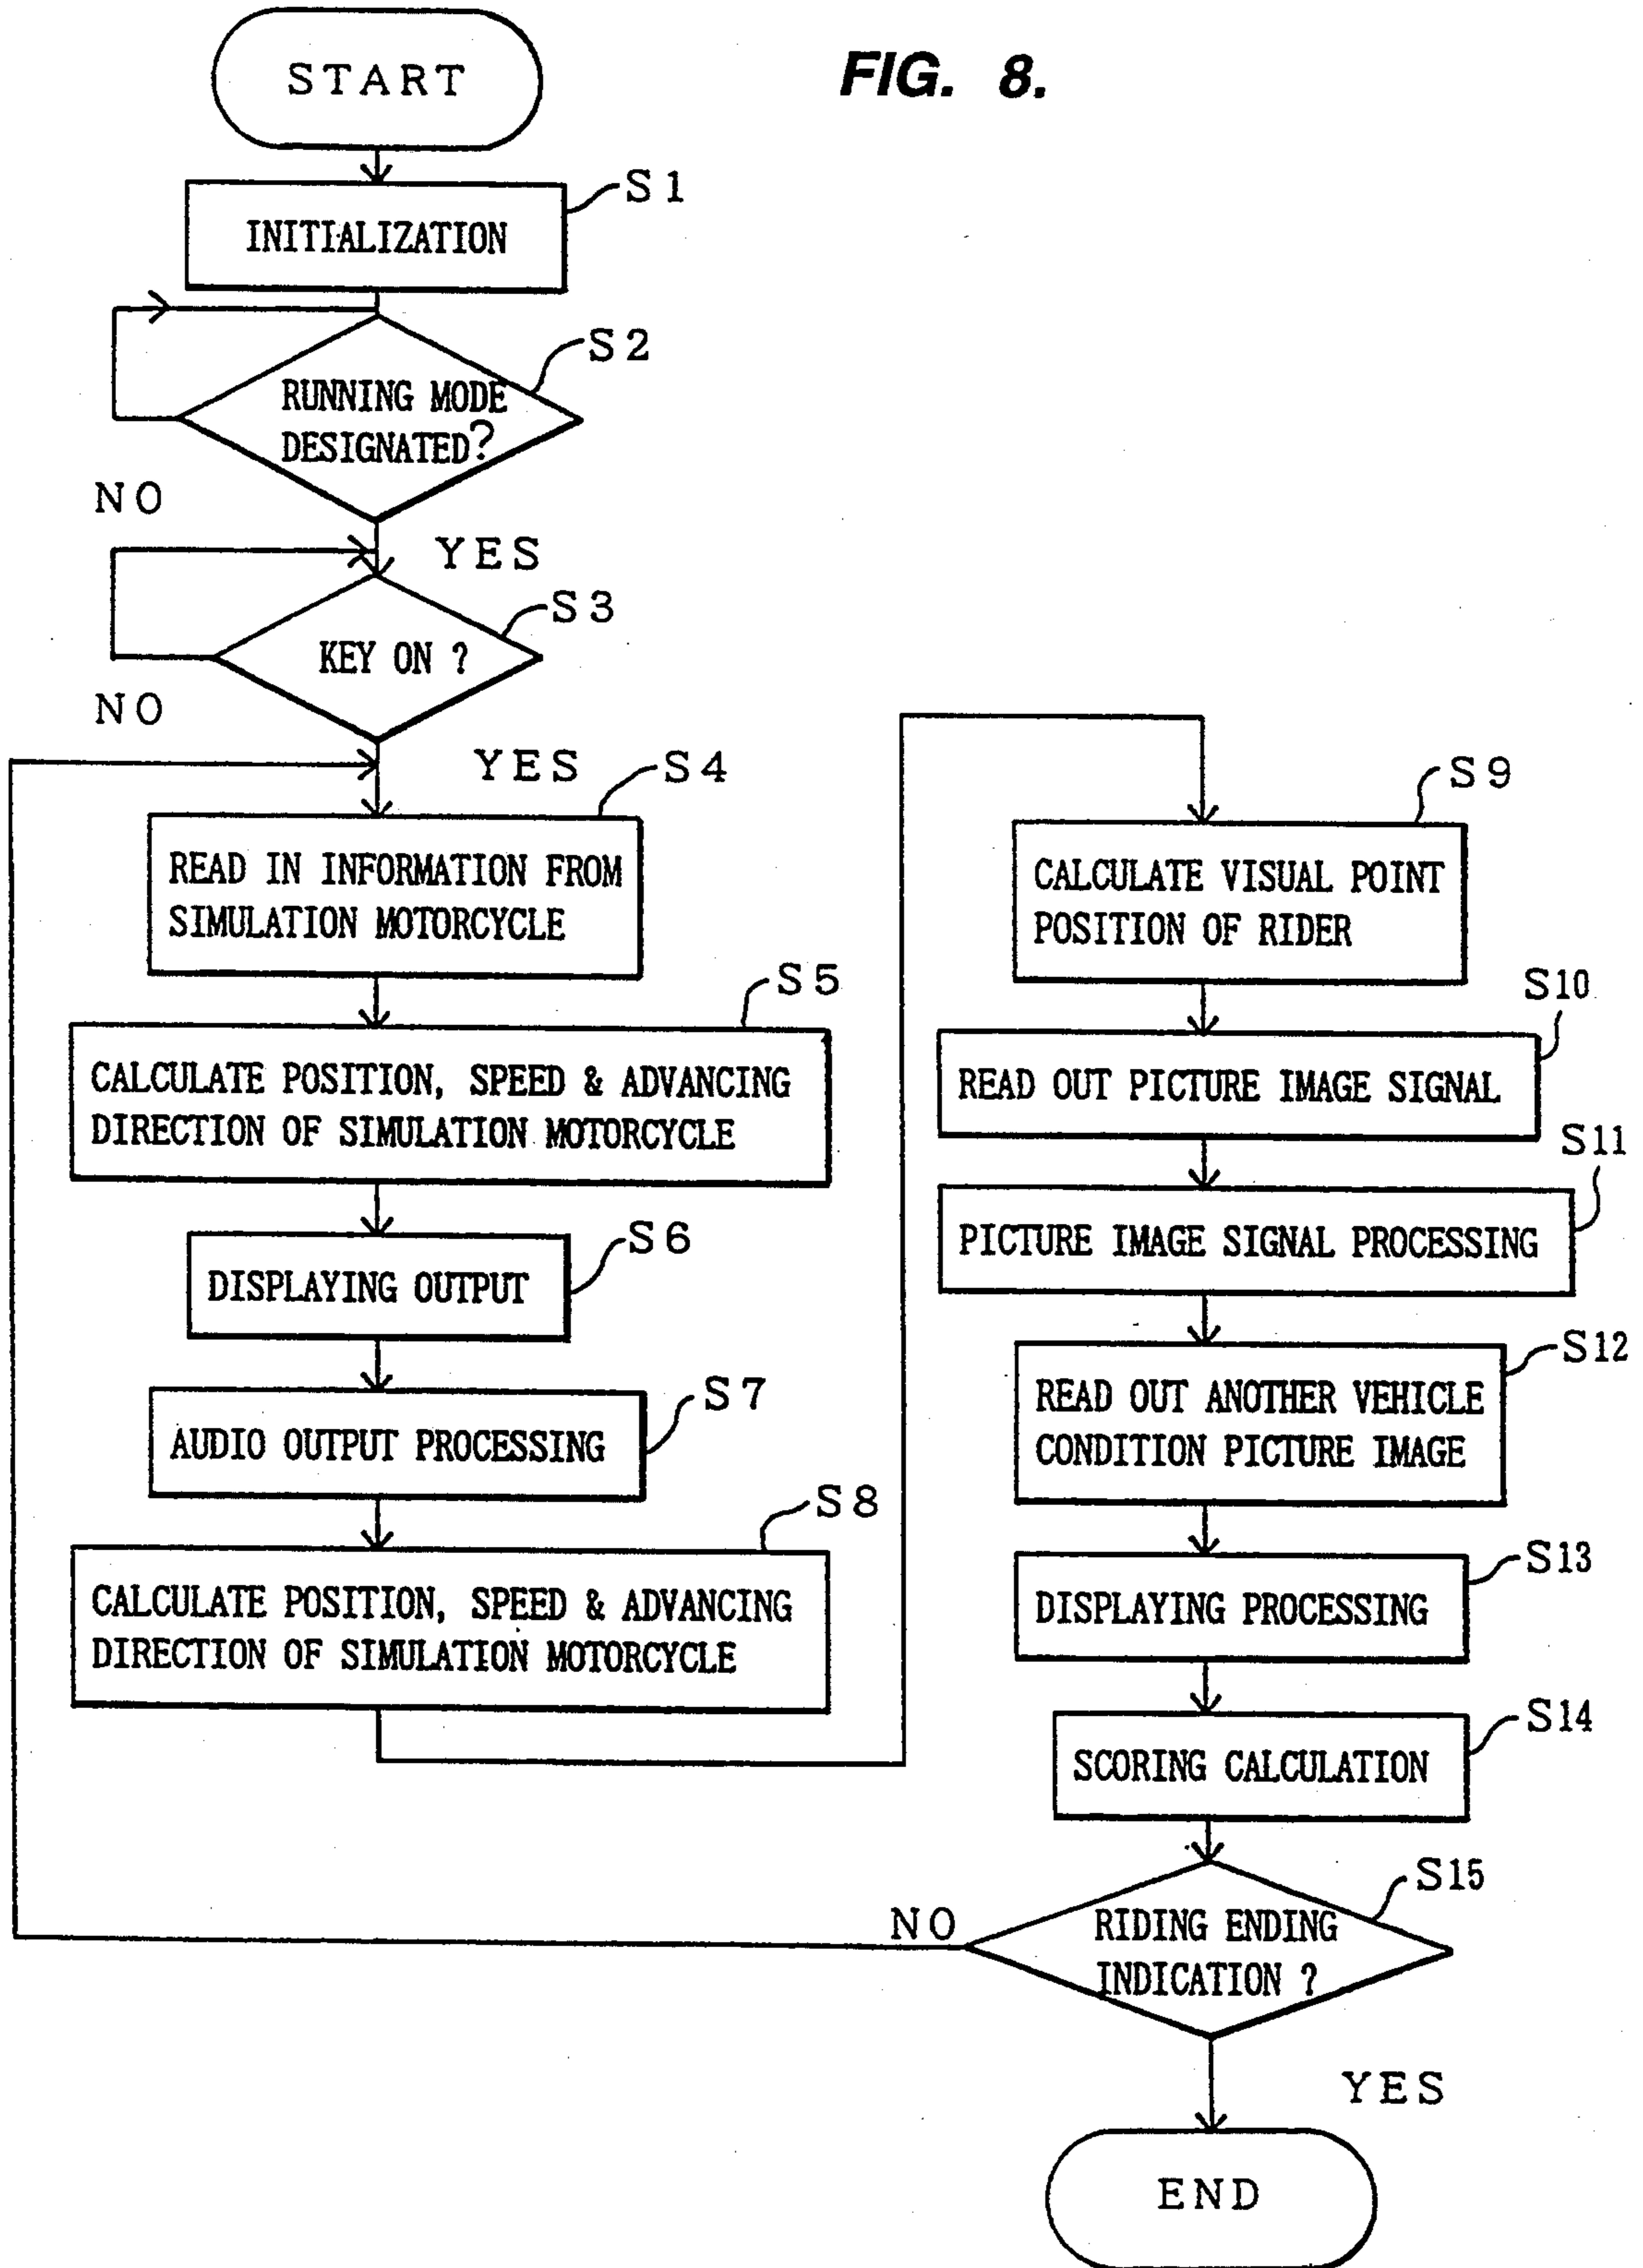 FIG. 8.
START
S1
INITIALIZATION
S2
RUNNING MODE
DESIGNATED?
NO
YES
S3
KEY ON ?
NO
YES
S4
READ IN INFORMATION FROM
SIMULATION MOTORCYCLE
S5
CALCULATE POSITION, SPEED & ADVANCING
DIRECTION OF SIMULATION MOTORCYCLE
S6
DISPLAYING OUTPUT
S7
AUDIO OUTPUT PROCESSING
S8
CALCULATE POSITION, SPEED & ADVANCING
DIRECTION OF SIMULATION MOTORCYCLE
S9
CALCULATE VISUAL POINT
POSITION OF RIDER
S10
READ OUT PICTURE IMAGE SIGNAL
S11
PICTURE IMAGE SIGNAL PROCESSING
S12
READ OUT ANOTHER VEHICLE
CONDITION PICTURE IMAGE
S13
DISPLAYING PROCESSING
S14
SCORING CALCULATION
S15
NO
RIDING ENDING
INDICATION ?
YES
END